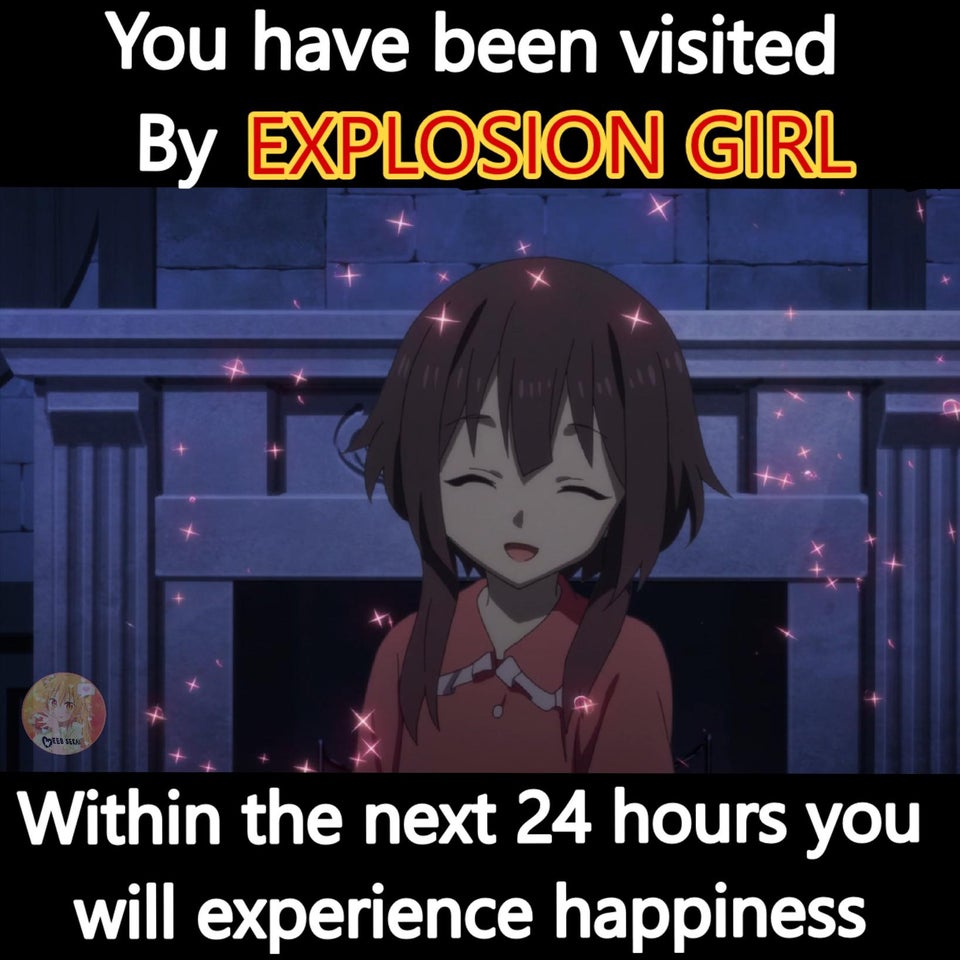 You have been visited
By EXPLOSION GIRL
Within the next 24 hours you
will experience happiness